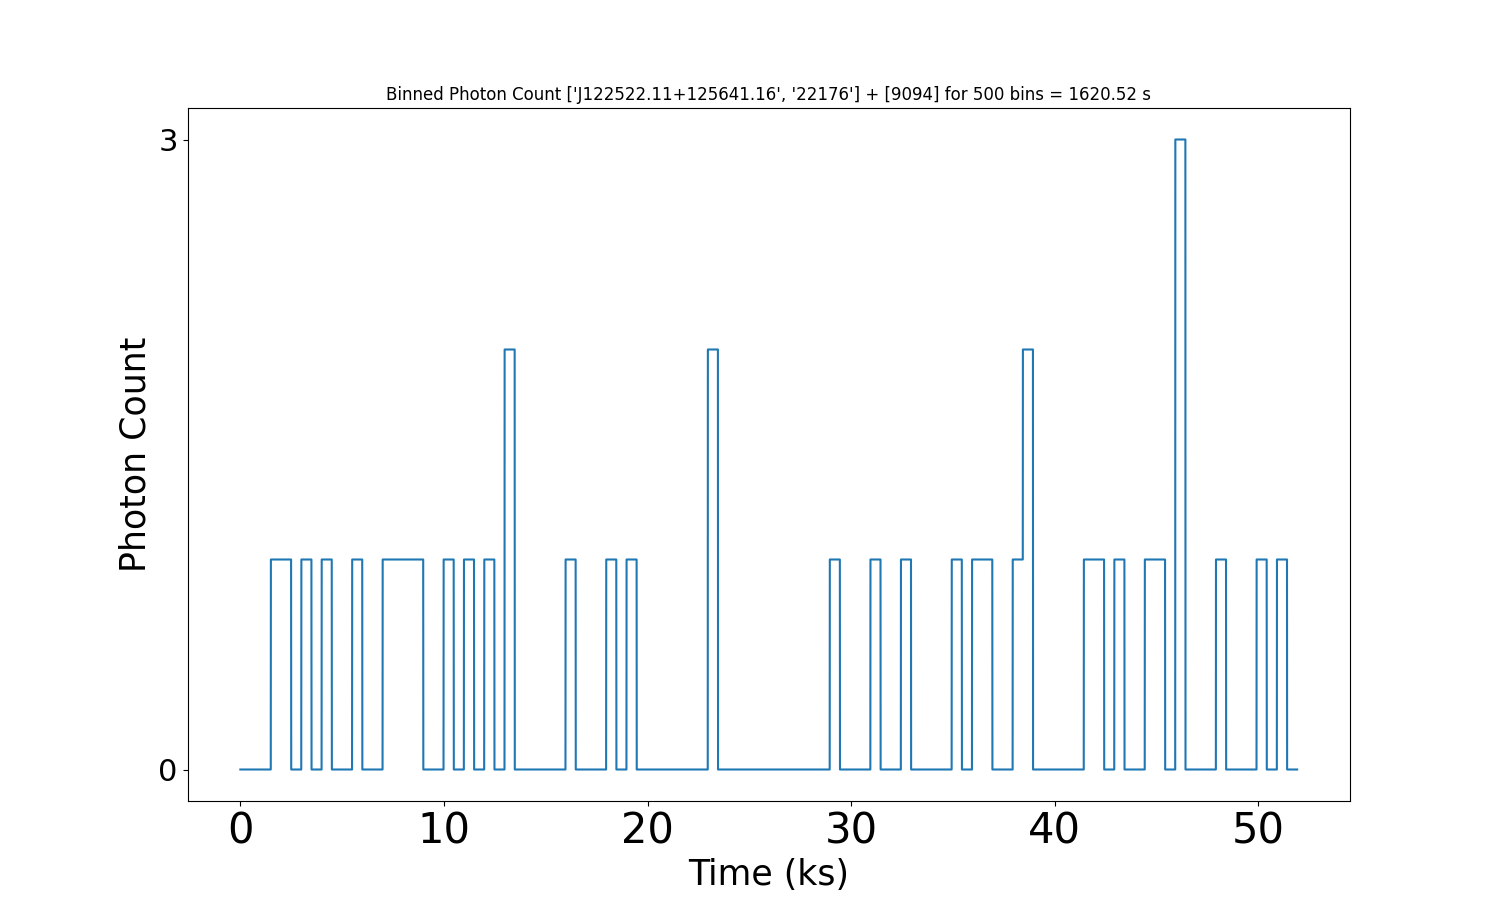 Binned Photon Count ['J122522.11+125641.16', '22176'] + [9094] for 500 bins = 1620.52 s
3
Photon Count
0
0 10 20 30 40 50
Time (ks)